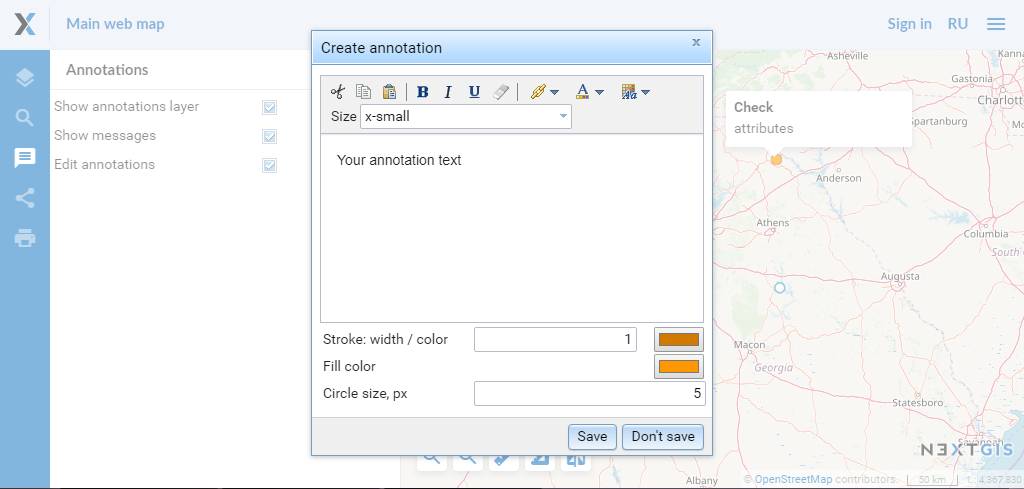 Main web map
Sign in
RU
Annotations
Show annotations layer
Show messages
Edit annotations
Create annotation
x
B I U
A
Size
x-small
Your annotation text
Stroke: width / color
1
Fill color
Circle size, px
5
Save
Don't save
Check
attributes
Asheville
Gastonia
Charlott
Spartanburg
Anderson
Athens
Columbia
South
Augusta
Macon
Georgia
Statesboro
Savannah
Albany
NEXTGIS
© OpenStreetMap contributors.
50 km
1 : 4,367,830